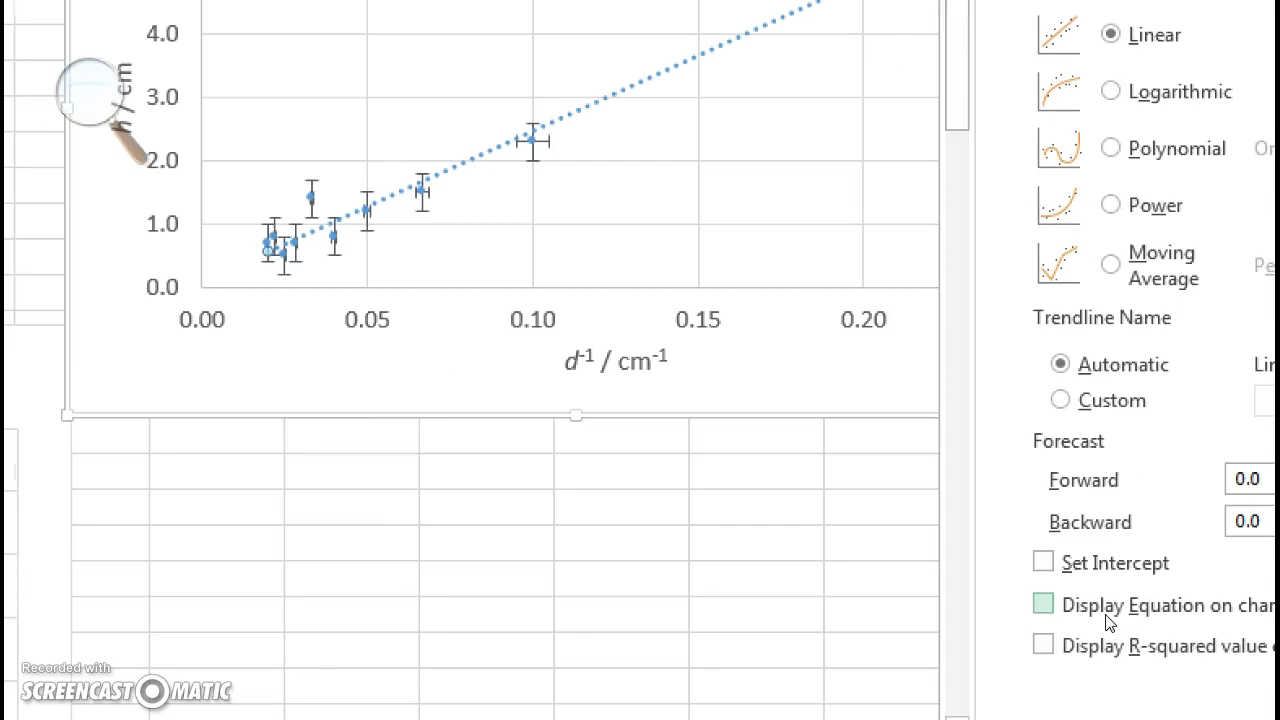 4.0
3.0
2.0
1.0
0.0
/ cm
0.00
0.05
0.10
0.15
0.20
d-1 / cm-1
Linear
Logarithmic
Polynomial
Power
Moving
Average
Trendline Name
Automatic
Custom
Forecast
Forward
0.0
Backward
0.0
Set Intercept
Display Equation on
Display R-squared value
Recorded with
SCREENCAST MATIC